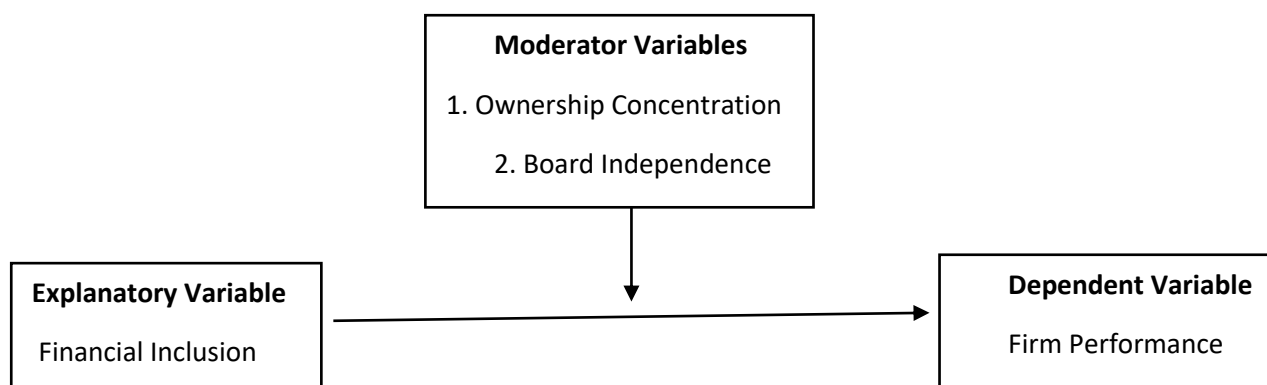 Moderator Variables
1. Ownership Concentration
2. Board Independence
Explanatory Variable
Financial Inclusion
Dependent Variable
Firm Performance